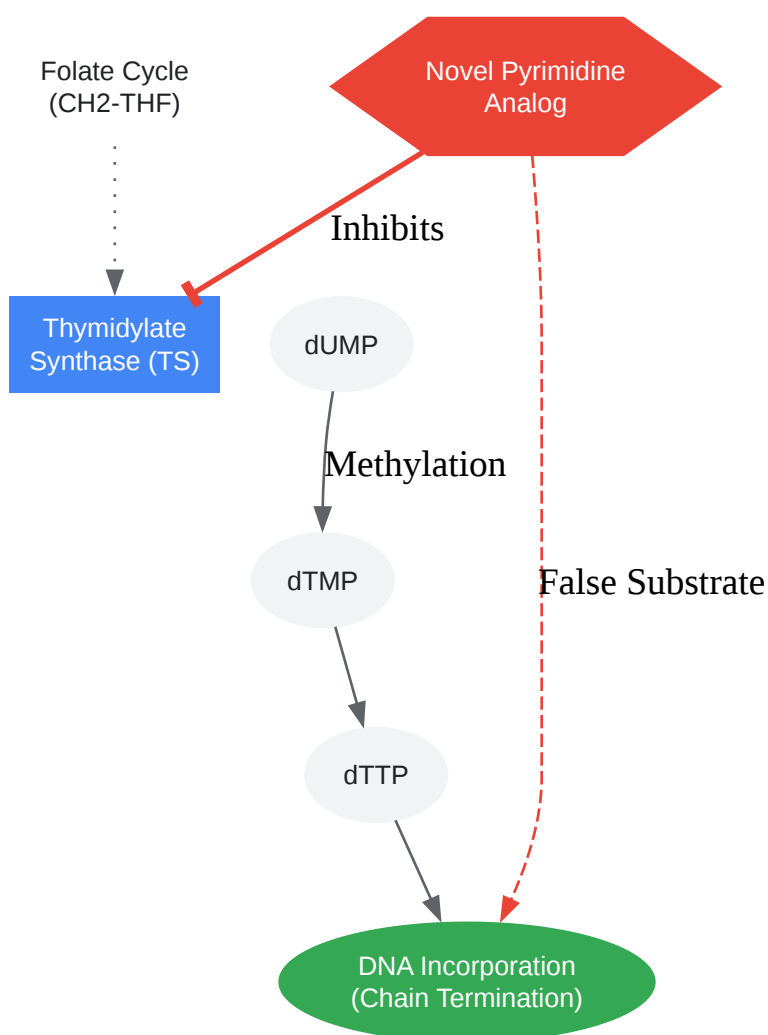 Folate Cycle
(CH2-THF)
Novel Pyrimidine
Analog
Inhibits
Thymidylate
Synthase (TS)
dUMP
Methylation
dTMP
False Substrate
dTTP
DNA Incorporation
(Chain Termination)